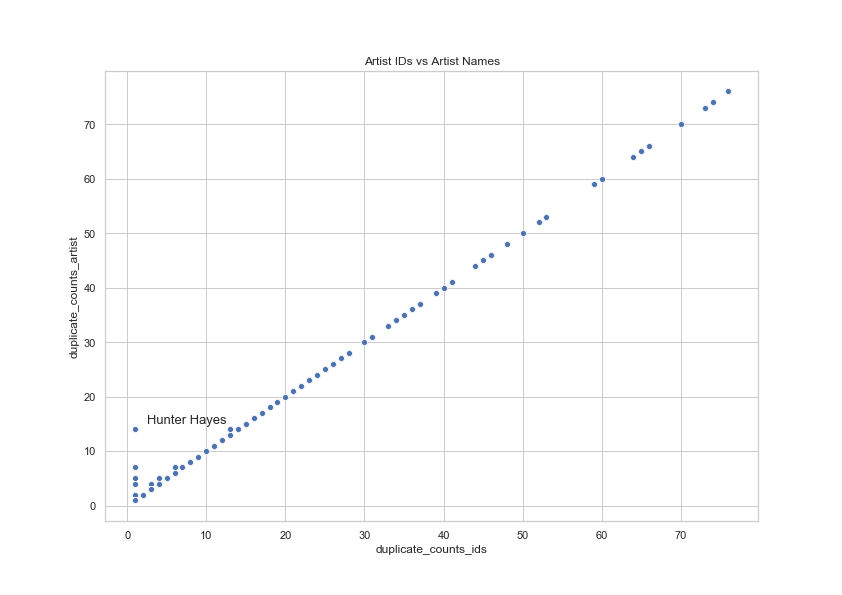 Artist IDs vs Artist Names
duplicate_counts_artist
70
60
50
40
30
20
10
0
Hunter Hayes
0 10 20 30 40 50 60 70
duplicate_counts_ids